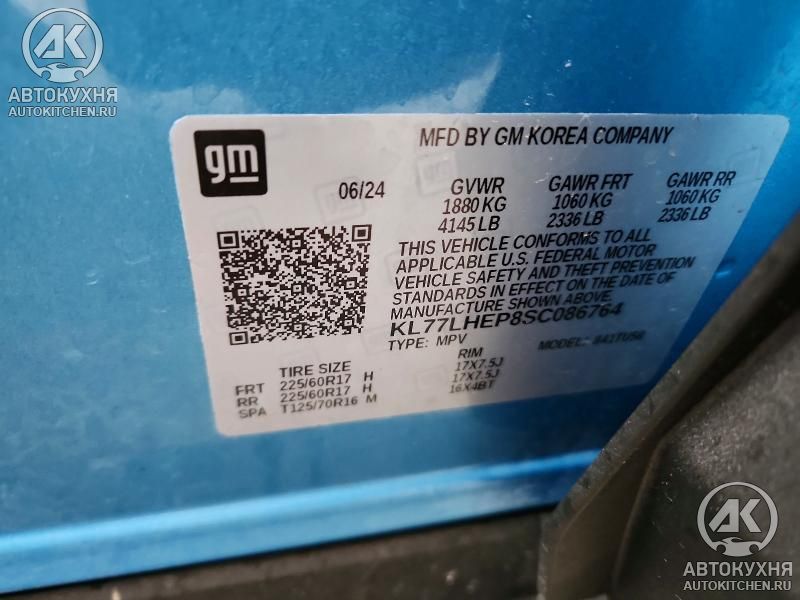 АК
АВТОКУХНЯ
AUTOKITCHEN.RU
gm
MFD BY GM KOREA COMPANY
06/24 GVWR GAWR FRT GAWR RR
1880 KG 1060 KG 1060 KG
4145 LB 2336 LB 2336 LB
THIS VEHICLE CONFORMS TO ALL
APPLICABLE U.S. FEDERAL MOTOR
VEHICLE SAFETY AND THEFT PREVENTION
STANDARDS IN EFFECT ON THE DATE OF
MANUFACTURE SHOWN ABOVE.
KL77LHEP8SC086764
TYPE: MPV MODEL: 841TU58
TIRE SIZE RIM
FRT 225/60R17 H 17X7.5J
RR 225/60R17 H 17X7.5J
SPA T125/70R16 M 16X4BT
АК
АВТОКУХНЯ
AUTOKITCHEN.RU